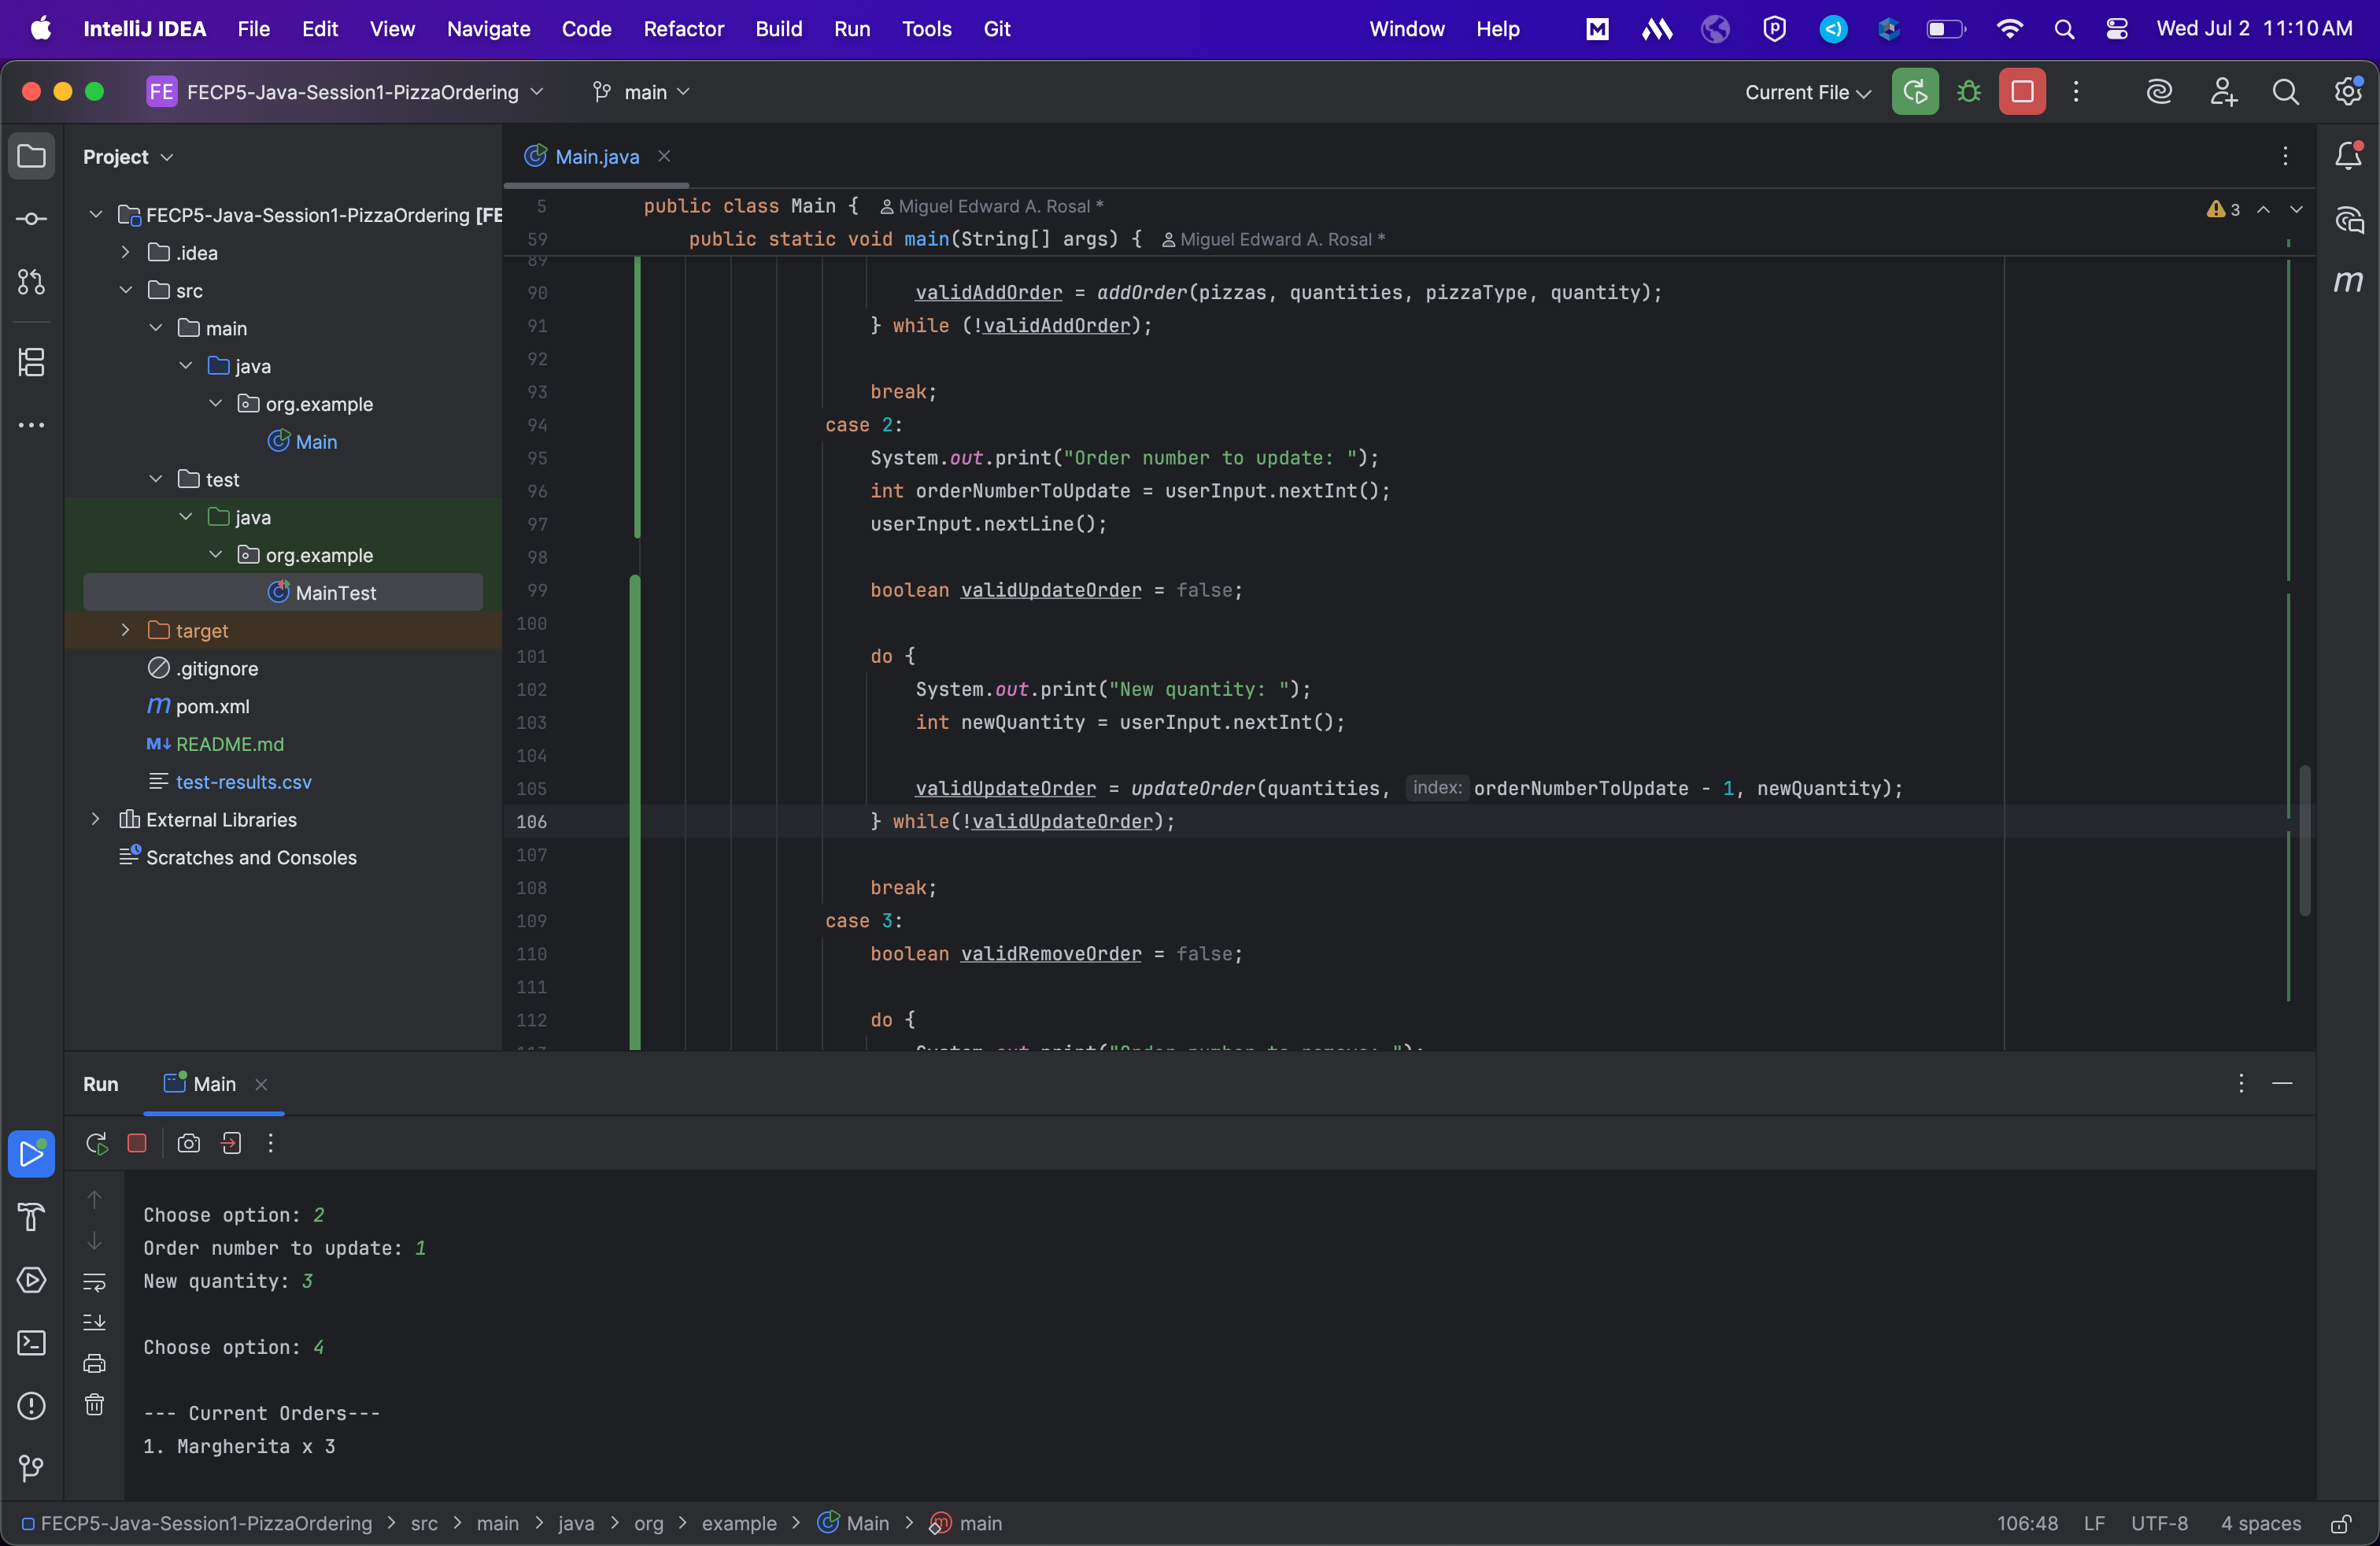 IntelliJ IDEA File Edit View Navigate Code Refactor Build Run Tools Git Window Help Wed Jul 2 11:10 AM
FE FECP5-Java-Session1-PizzaOrdering main Current File
Project
FECP5-Java-Session1-PizzaOrdering [FE
.idea
src
main
java
org.example
Main
test
java
org.example
MainTest
target
.gitignore
m pom.xml
M↓ README.md
test-results.csv
External Libraries
Scratches and Consoles
Main.java
5 public class Main { Miguel Edward A. Rosal *
59 public static void main(String[] args) { Miguel Edward A. Rosal *
3
89
90 validAddOrder = addOrder(pizzas, quantities, pizzaType, quantity);
91 } while (!validAddOrder);
92
93 break;
94 case 2:
95 System.out.print("Order number to update: ");
96 int orderNumberToUpdate = userInput.nextInt();
97 userInput.nextLine();
98
99 boolean validUpdateOrder = false;
100
101 do {
102 System.out.print("New quantity: ");
103 int newQuantity = userInput.nextInt();
104
105 validUpdateOrder = updateOrder(quantities, index: orderNumberToUpdate - 1, newQuantity);
106 } while(!validUpdateOrder);
107
108 break;
109 case 3:
110 boolean validRemoveOrder = false;
111
112 do {
113 System.out.print("Order number to remove: ");
m
Run Main
Choose option: 2
Order number to update: 1
New quantity: 3
Choose option: 4
--- Current Orders---
1. Margherita x 3
FECP5-Java-Session1-PizzaOrdering > src > main > java > org > example > Main > main 106:48 LF UTF-8 4 spaces